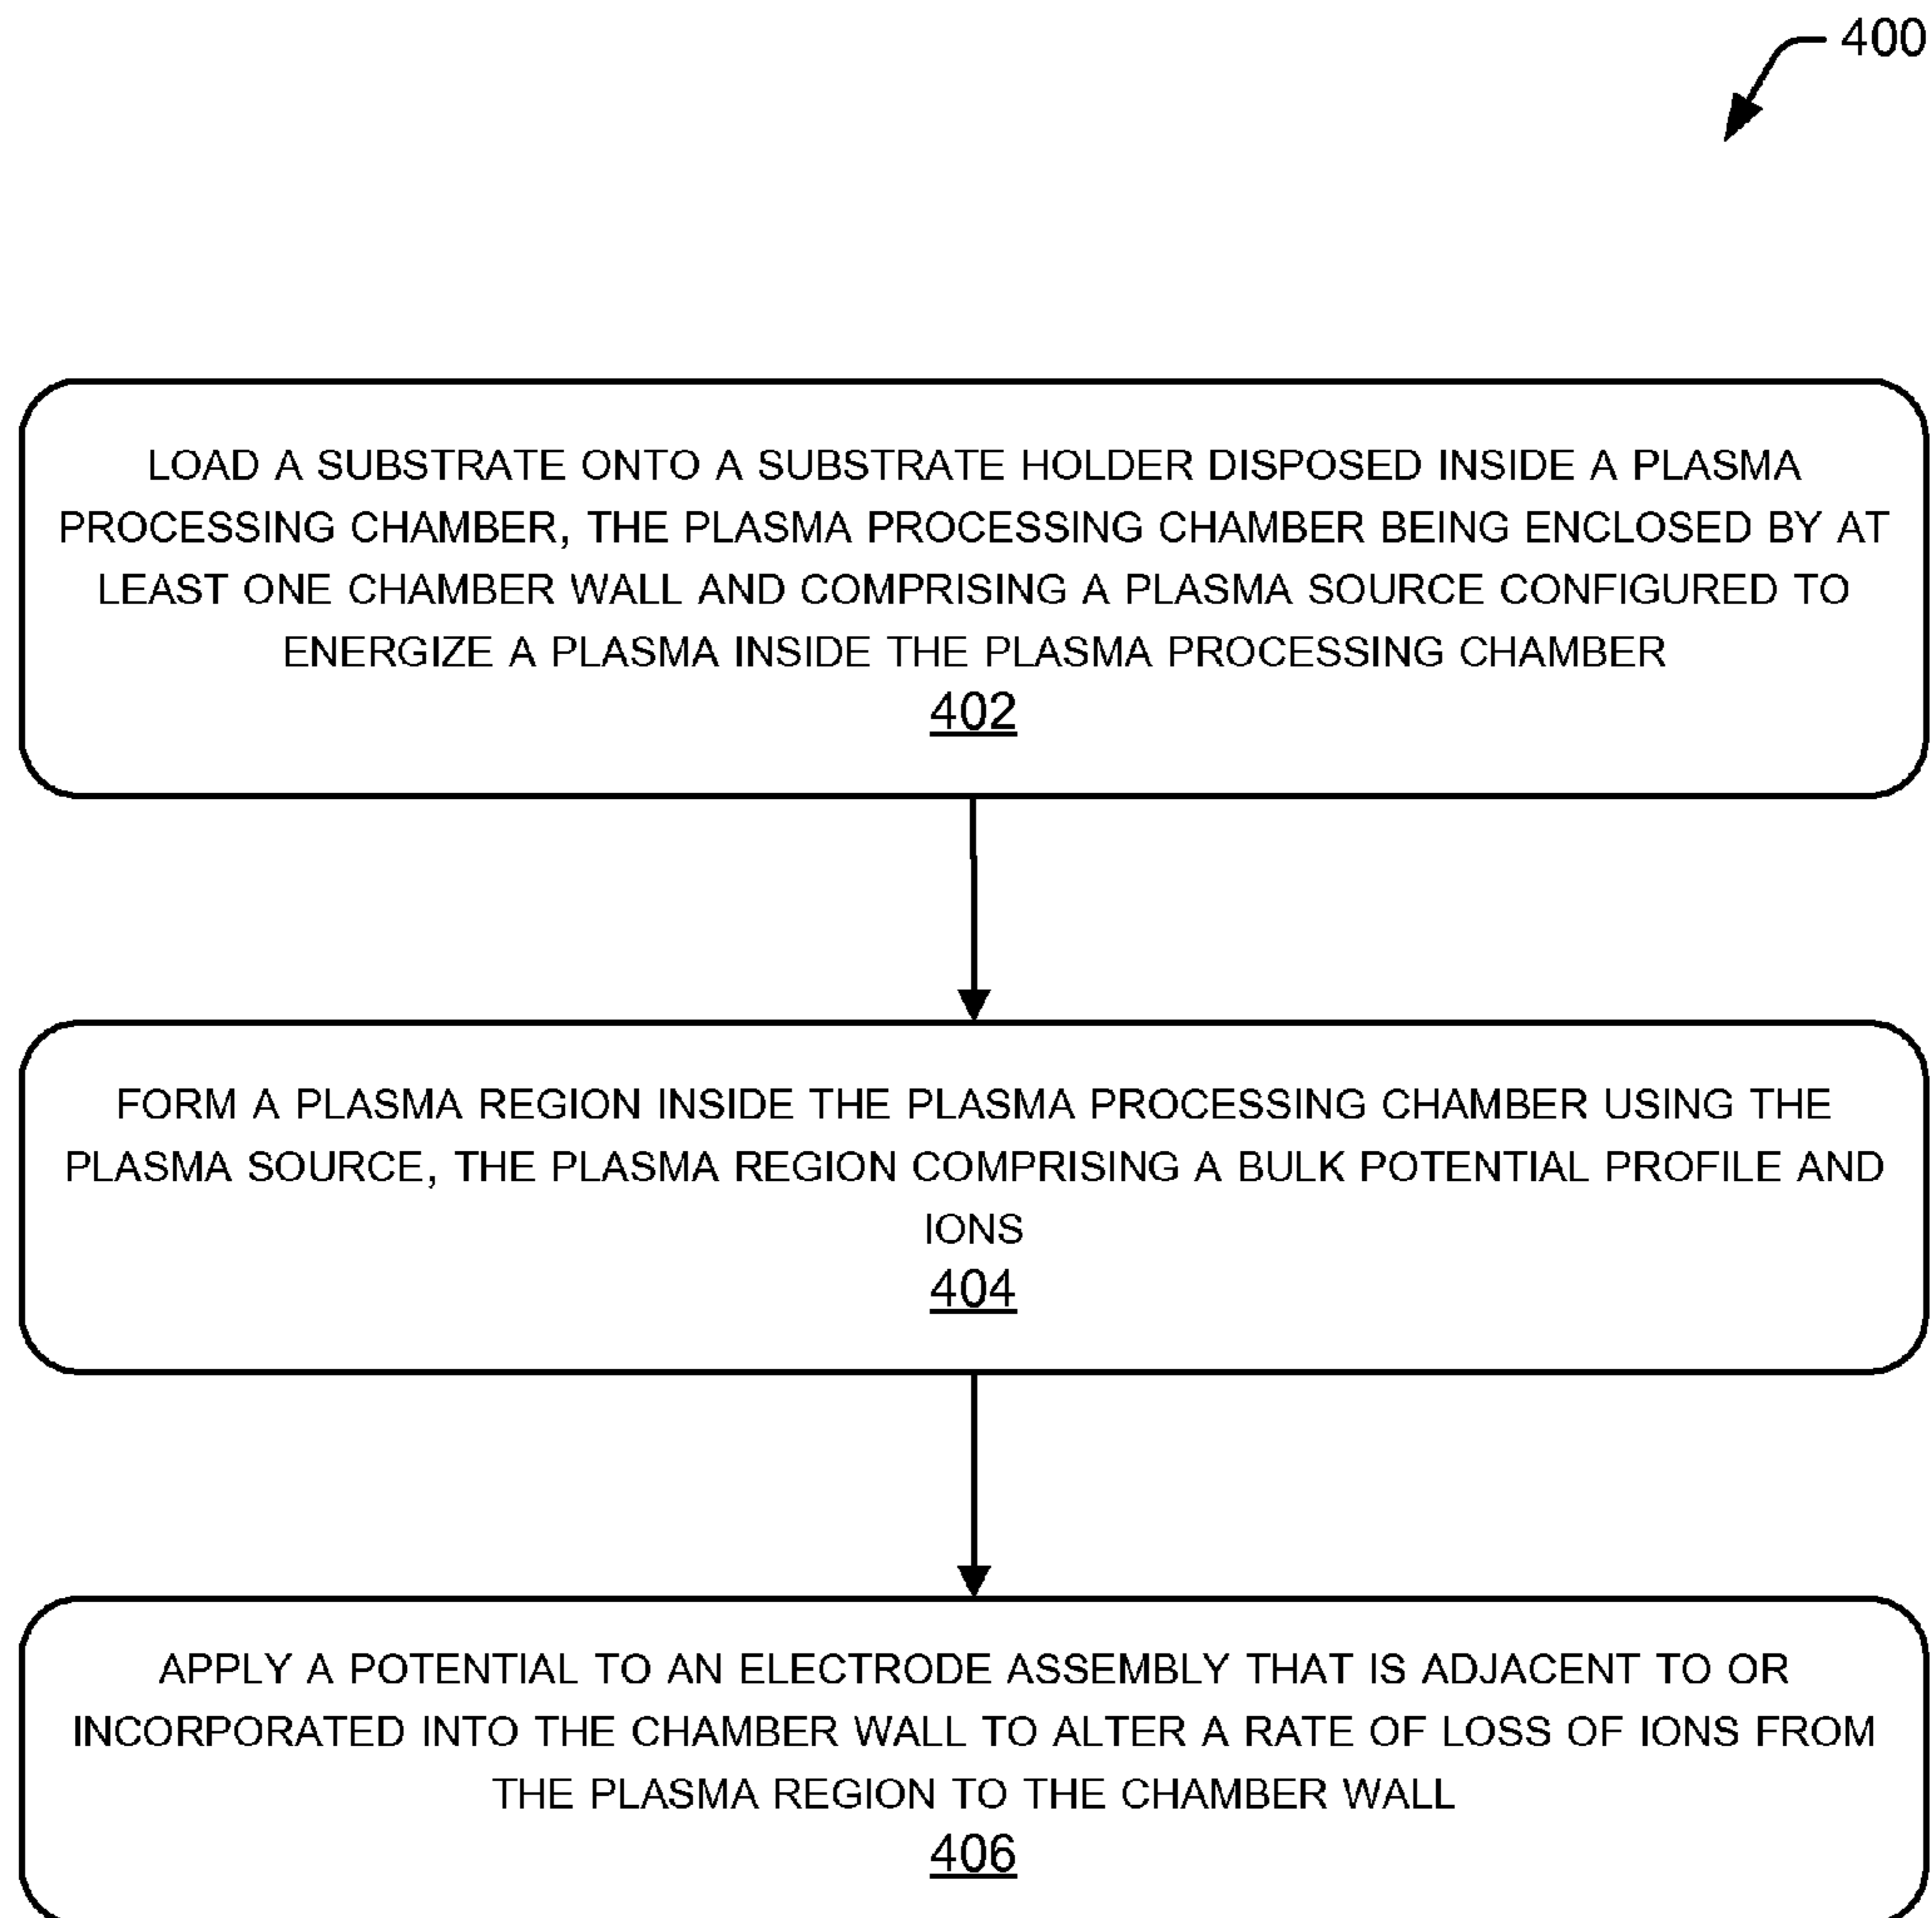 400
LOAD A SUBSTRATE ONTO A SUBSTRATE HOLDER DISPOSED INSIDE A PLASMA
PROCESSING CHAMBER, THE PLASMA PROCESSING CHAMBER BEING ENCLOSED BY AT
LEAST ONE CHAMBER WALL AND COMPRISING A PLASMA SOURCE CONFIGURED TO
ENERGIZE A PLASMA INSIDE THE PLASMA PROCESSING CHAMBER
402
FORM A PLASMA REGION INSIDE THE PLASMA PROCESSING CHAMBER USING THE
PLASMA SOURCE, THE PLASMA REGION COMPRISING A BULK POTENTIAL PROFILE AND
IONS
404
APPLY A POTENTIAL TO AN ELECTRODE ASSEMBLY THAT IS ADJACENT TO OR
INCORPORATED INTO THE CHAMBER WALL TO ALTER A RATE OF LOSS OF IONS FROM
THE PLASMA REGION TO THE CHAMBER WALL
406